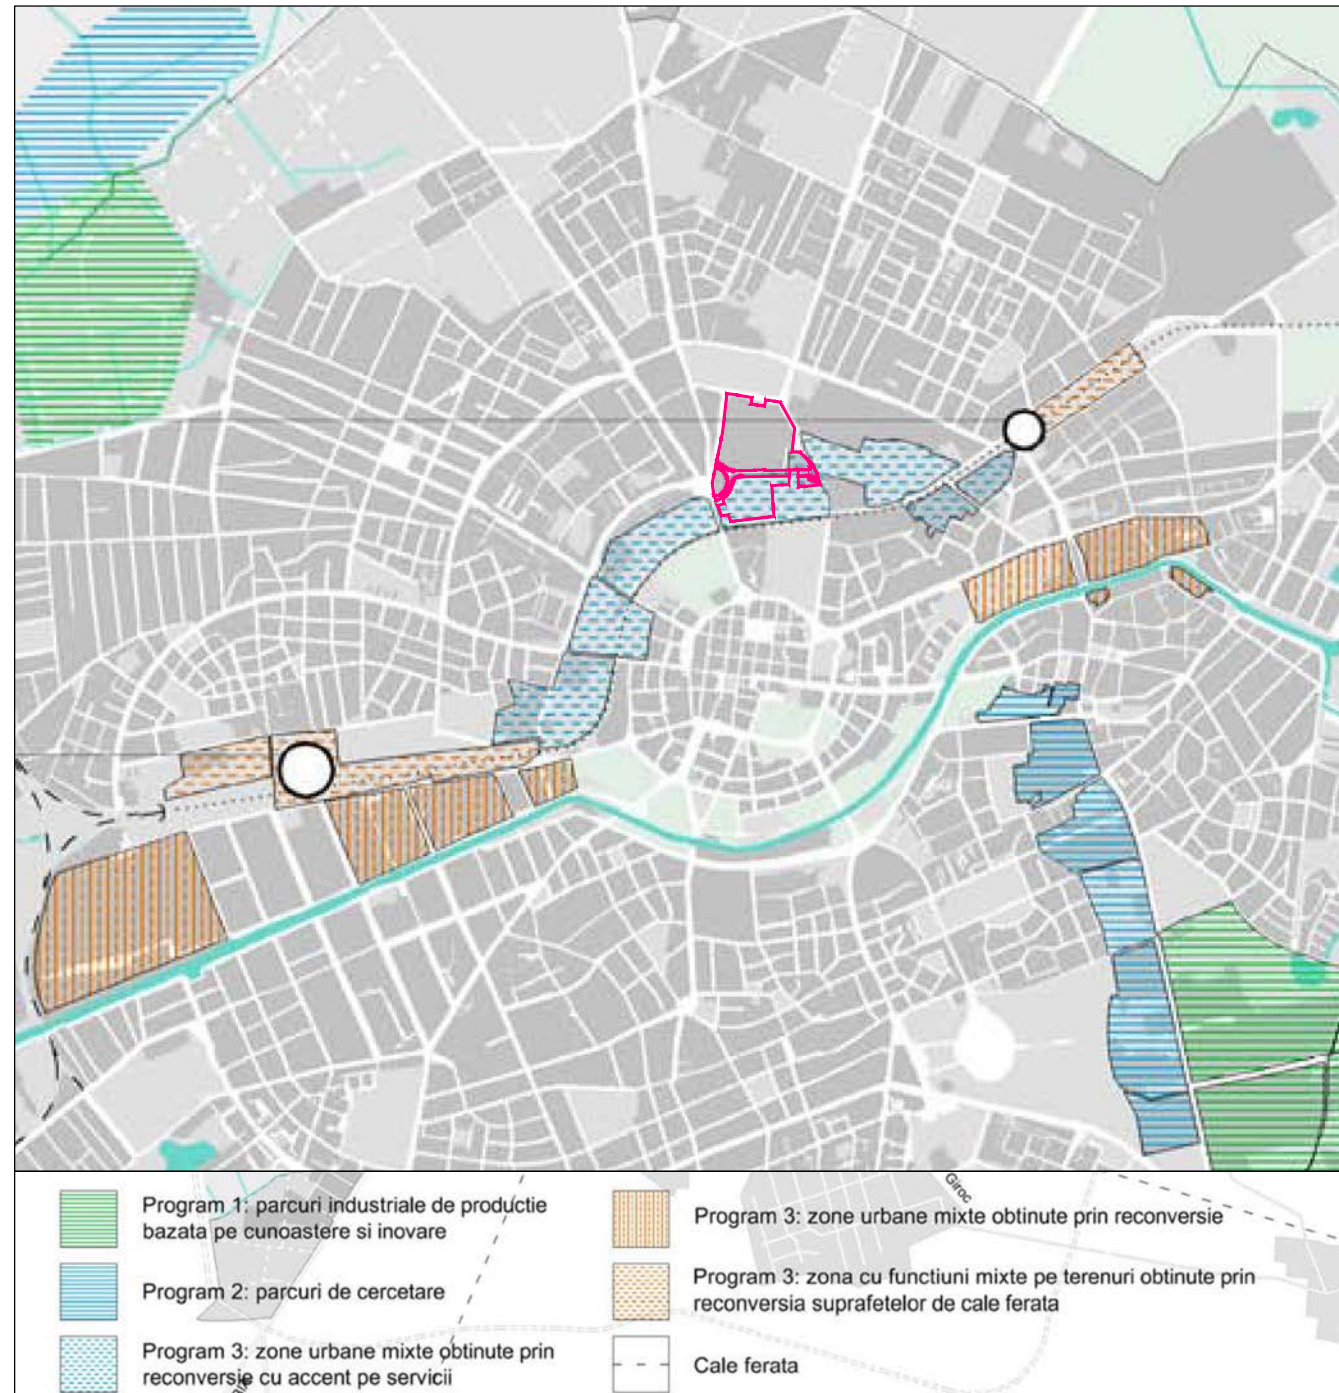 Giroc
Program 1: parcuri industriale de productie
bazata pe cunoastere si inovare
Program 2: parcuri de cercetare
Program 3: zone urbane mixte obtinute prin
reconversie cu accent pe servicii
Program 3: zone urbane mixte obtinute prin reconversie
Program 3: zona cu functiuni mixte pe terenuri obtinute prin
reconversia suprafetelor de cale ferata
Cale ferata